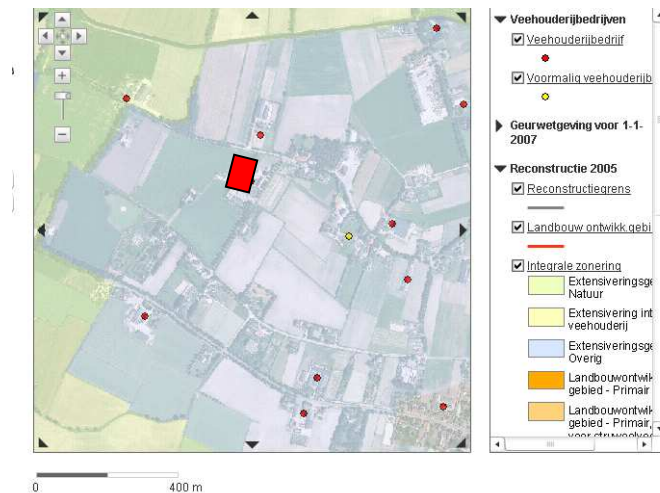 Veehouderijbedrijven
Veehouderijbedrijf
Voormalig veehouderijb
Geurwetgeving voor 1-1-
2007
Reconstructie 2005
Reconstructiegrens
Landbouw ontwikk.gebi
Integrale zonering
Extensiveringsge
Natuur
Extensivering int
veehouderij
Extensiveringsge
Overig
Landbouwontwik
gebied - Primair
Landbouwontwik
gebied - Primair,
0
400 m